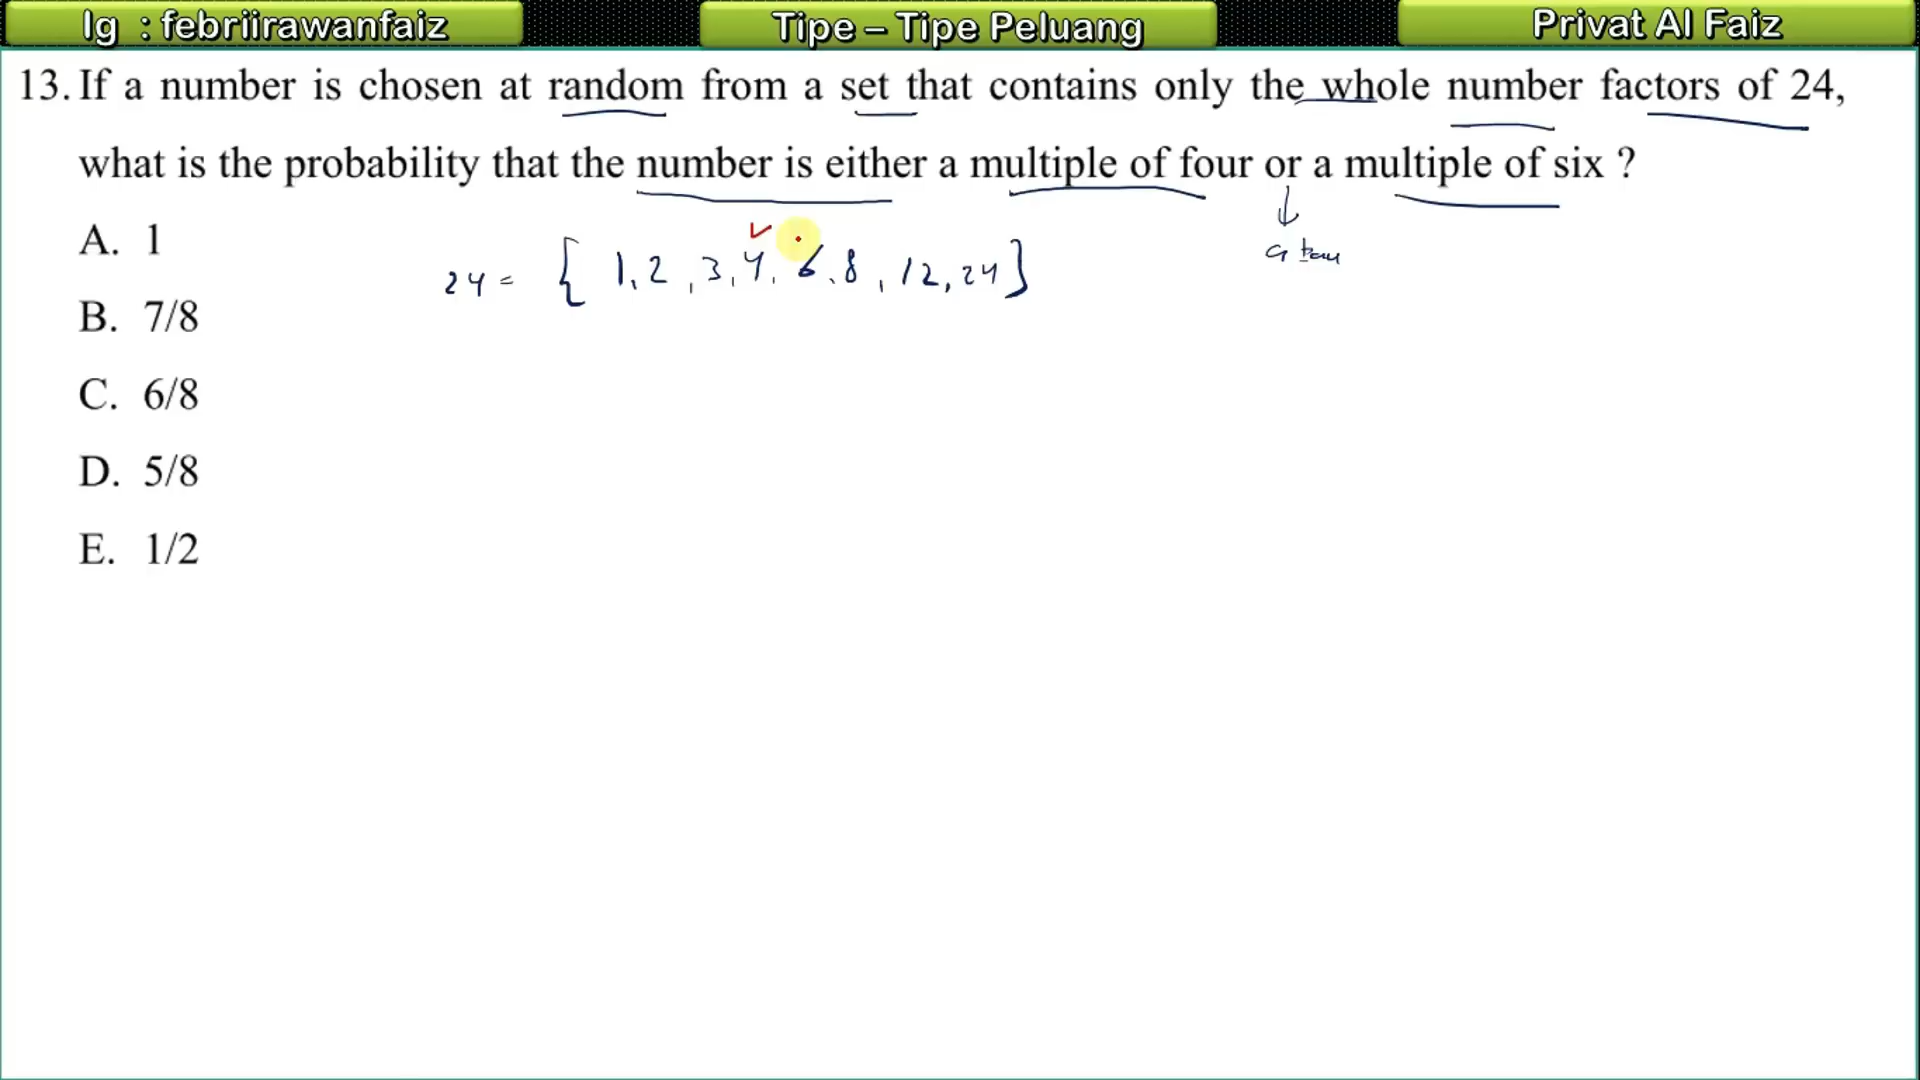 Ig : febriirawanfaiz
Tipe – Tipe Peluang
Privat Al Faiz
13. If a number is chosen at random from a set that contains only the whole number factors of 24,
what is the probability that the number is either a multiple of four or a multiple of six ?
atau
A. 1
24 = { 1, 2, 3, 4, 6, 8, 12, 24 }
B. 7/8
C. 6/8
D. 5/8
E. 1/2